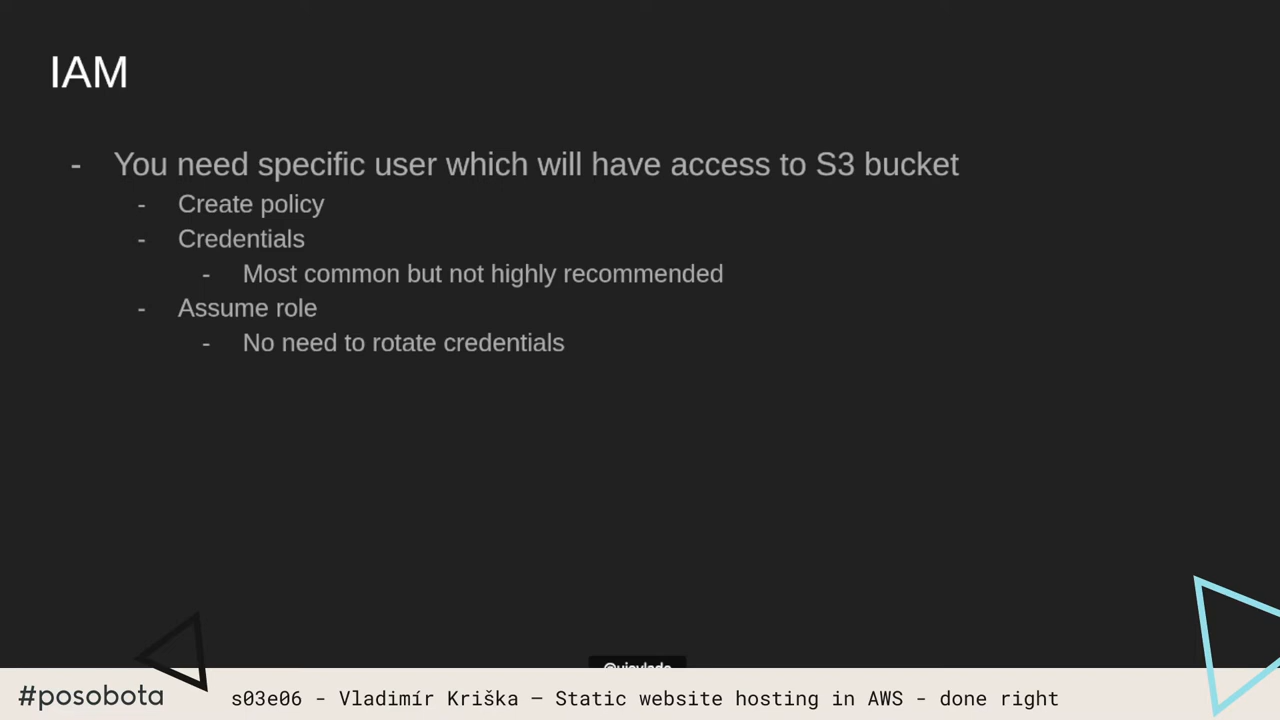 IAM
- You need specific user which will have access to S3 bucket
- Create policy
- Credentials
- Most common but not highly recommended
- Assume role
- No need to rotate credentials
#posobota
s03e06 - Vladimír Kriška – Static website hosting in AWS - done right